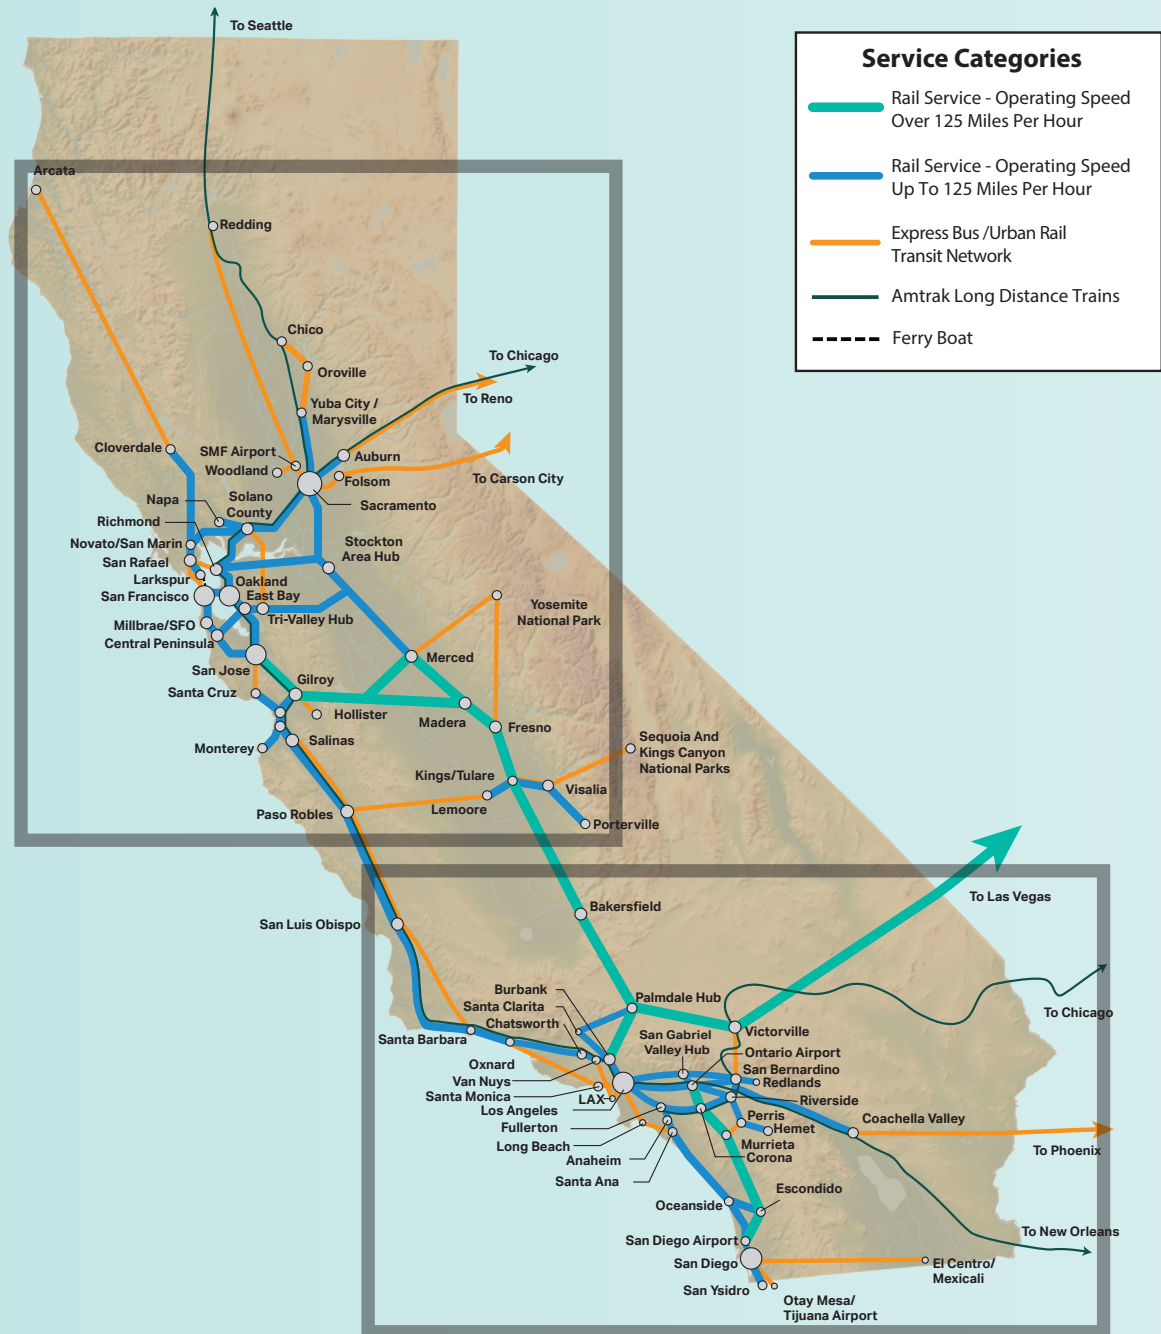 To Seattle
Service Categories
Rail Service - Operating Speed
Over 125 Miles Per Hour
Rail Service - Operating Speed
Up To 125 Miles Per Hour
Express Bus /Urban Rail
Transit Network
Amtrak Long Distance Trains
Ferry Boat
Arcata
Redding
Chico
To Chicago
Oroville
To Reno
Yuba City /
Marysville
Cloverdale
SMF Airport
Auburn
Woodland
Folsom
To Carson City
Napa
Solano
County
Sacramento
Richmond
Novato/San Marin
Stockton
Area Hub
San Rafael
Larkspur
Oakland
San Francisco
East Bay
Yosemite
National Park
Tri-Valley Hub
Millbrae/SFO
Central Peninsula
Merced
San Jose
Gilroy
Santa Cruz
Hollister
Madera
Fresno
Salinas
Monterey
Sequoia And
Kings Canyon
National Parks
Kings/Tulare
Visalia
Lemoore
Paso Robles
Porterville
To Las Vegas
Bakersfield
San Luis Obispo
Burbank
Palmdale Hub
Santa Clarita
To Chicago
Chatsworth
San Gabriel
Valley Hub
Victorville
Santa Barbara
Ontario Airport
Oxnard
San Bernardino
Van Nuys
Redlands
Santa Monica
LAX
Riverside
Los Angeles
Perris
Coachella Valley
Fullerton
Hemet
Long Beach
Murrieta
To Phoenix
Anaheim
Corona
Santa Ana
Escondido
Oceanside
To New Orleans
San Diego Airport
San Diego
El Centro/
Mexicali
San Ysidro
Otay Mesa/
Tijuana Airport